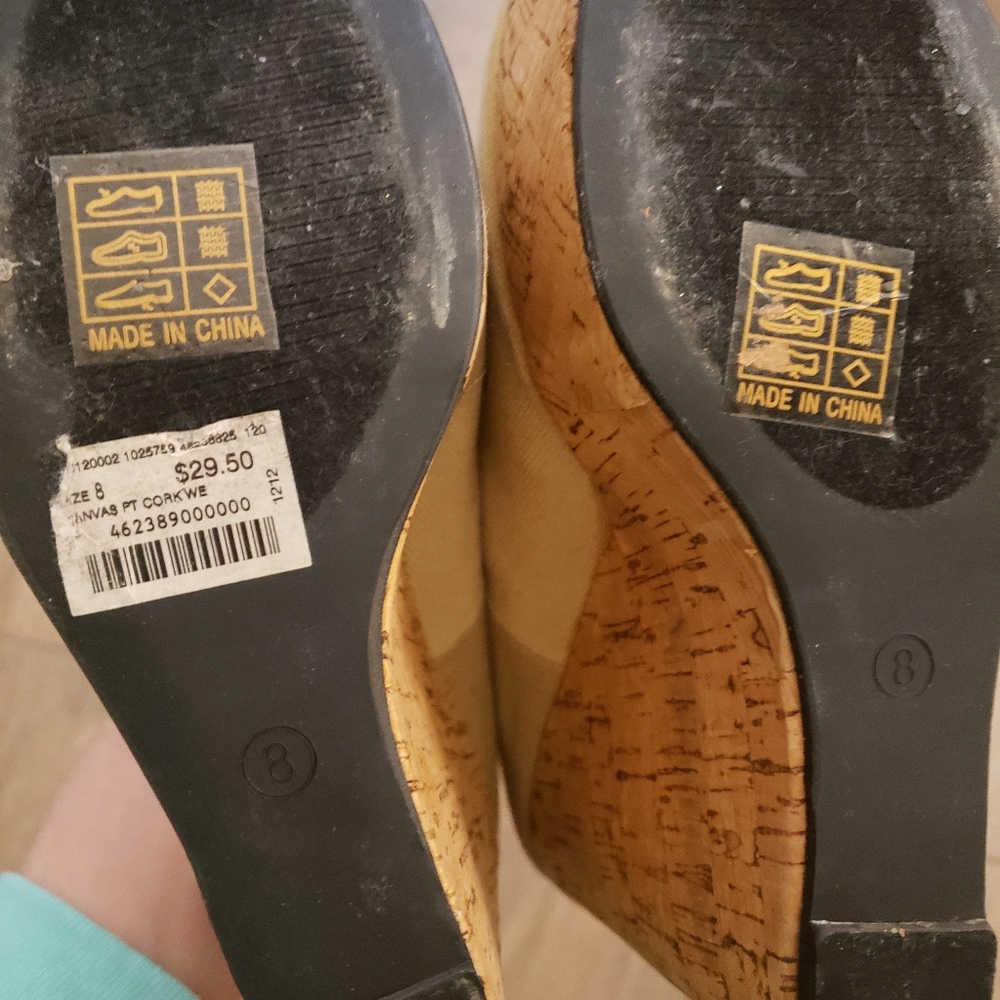 MADE IN CHINA
120002 1025759 120
$29.50
ZE 8
ANVAS PT CORKWE
1212
462389000000
8
MADE IN CHINA
8